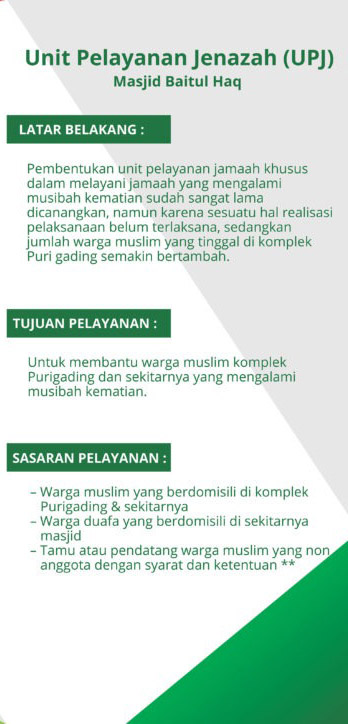 Unit Pelayanan Jenazah (UPJ)
Masjid Baitul Haq
LATAR BELAKANG :
Pembentukan unit pelayanan jamaah khusus
dalam melayani jamaah yang mengalami
musibah kematian sudah sangat lama
dicanangkan, namun karena sesuatu hal realisasi
pelaksanaan belum terlaksana, sedangkan
jumlah warga muslim yang tinggal di komplek
Puri gading semakin bertambah.
TUJUAN PELAYANAN :
Untuk membantu warga muslim komplek
Purigading dan sekitarnya yang mengalami
musibah kematian.
SASARAN PELAYANAN :
– Warga muslim yang berdomisili di komplek
Purigading & sekitarnya
– Warga duafa yang berdomisili di sekitarnya
masjid
– Tamu atau pendatang warga muslim yang non
anggota dengan syarat dan ketentuan **